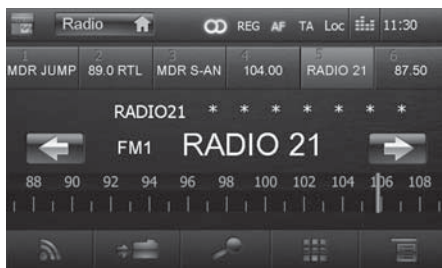 Radio REG AF TA Loc 11:30
1 2 3 4 5 6
MDR JUMP 89.0 RTL MDR S-AN 104.00 RADIO 21 87.50
RADIO21 * * * * * * *
FM1 RADIO 21
88 90 92 94 96 98 100 102 104 106 108